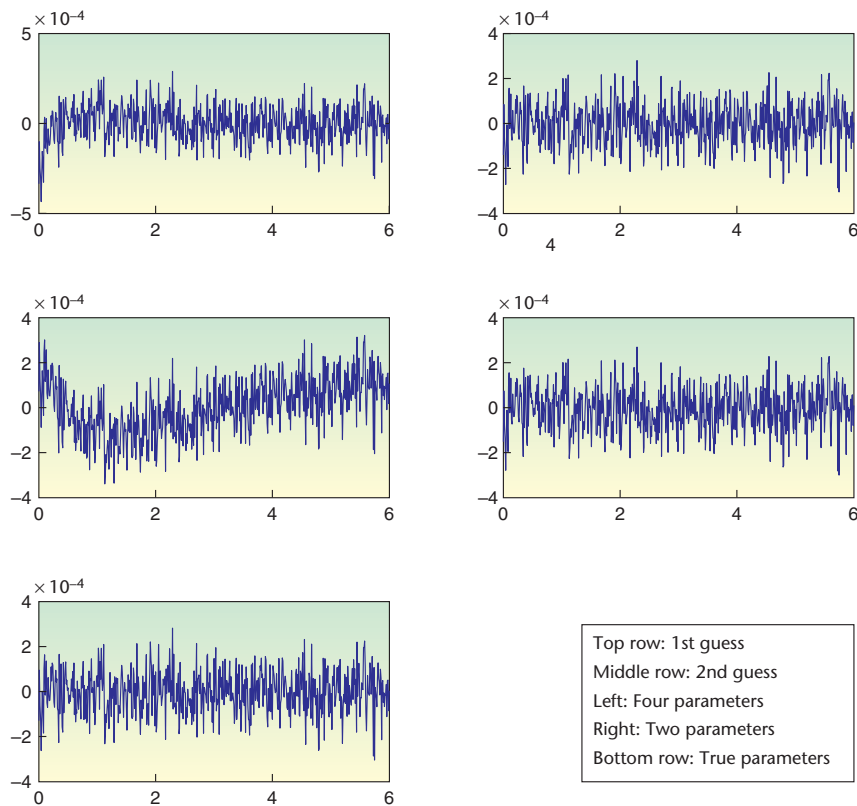 × 10⁻⁴
5
0
−5
0 2 4 6
× 10⁻⁴
4
2
0
−2
−4
0 2 4 6
4
× 10⁻⁴
4
2
0
−2
−4
0 2 4 6
× 10⁻⁴
4
2
0
−2
−4
0 2 4 6
× 10⁻⁴
4
2
0
−2
−4
0 2 4 6
Top row: 1st guess
Middle row: 2nd guess
Left: Four parameters
Right: Two parameters
Bottom row: True parameters